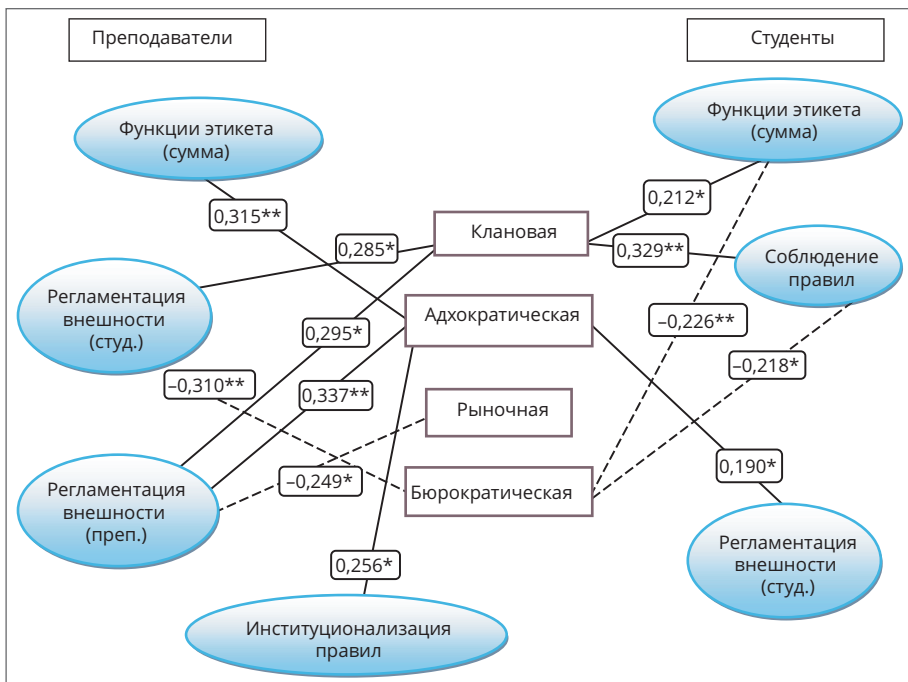 Преподаватели
Студенты
Функции этикета
(сумма)
Функции этикета
(сумма)
0,315**
0,212*
Клановая
0,285*
0,329**
Соблюдение
правил
Регламентация
внешности
(студ.)
Адхократическая
0,295*
–0,226**
–0,310**
0,337**
–0,218*
Рыночная
0,190*
–0,249*
Бюрократическая
Регламентация
внешности
(преп.)
0,256*
Регламентация
внешности
(студ.)
Институционализация
правил